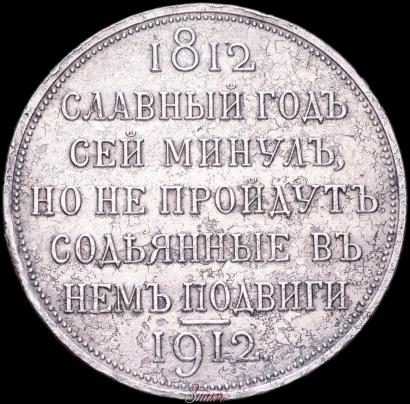 1812
СЛАВНЫЙ ГОДЪ
СЕЙ МИНУЛЪ,
НО НЕ ПРОЙДУТЪ
СОДѢЯННЫЕ ВЪ
НЕМЪ ПОДВИГИ
1912.